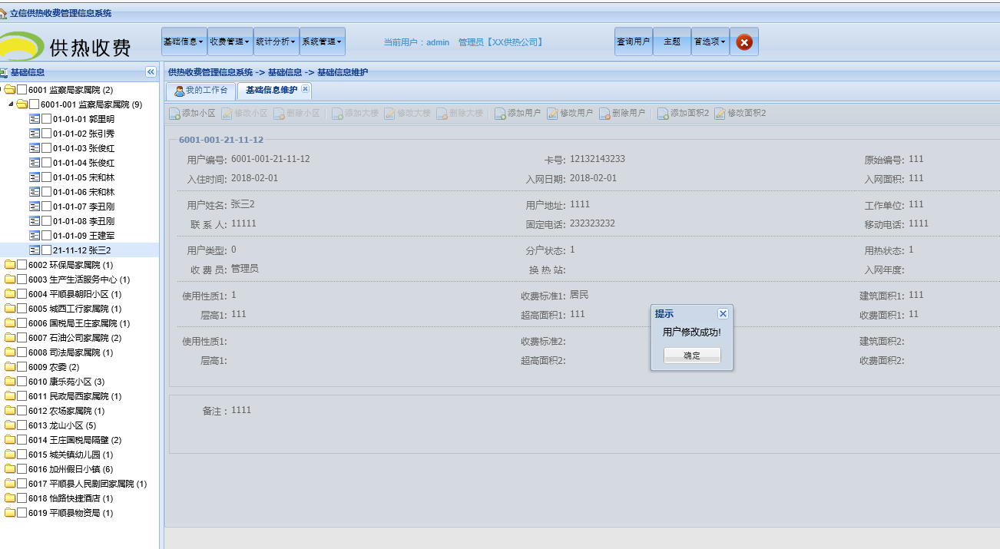 立信供热收费管理信息系统
供热收费
基础信息 收费管理 统计分析 系统管理 当前用户：admin 管理员【XX供热公司】 查询用户 主题 首选项
基础信息
供热收费管理信息系统 -> 基础信息 -> 基础信息维护
我的工作台 基础信息维护
添加小区 修改小区 删除小区 添加大楼 修改大楼 删除大楼 添加用户 修改用户 删除用户 添加面积2 修改面积2
6001 监察局家属院 (2)
6001-001 监察局家属院 (9)
01-01-01 郭里明
01-01-02 张引秀
01-01-03 张俊红
01-01-04 张俊红
01-01-05 宋和林
01-01-06 宋和林
01-01-07 李丑刚
01-01-08 李丑刚
01-01-09 王建军
21-11-12 张三2
6002 环保局家属院 (1)
6003 生产生活服务中心 (1)
6004 平顺县朝阳小区 (1)
6005 城西工行家属院 (1)
6006 国税局王庄家属院 (1)
6007 石油公司家属院 (2)
6008 司法局家属院 (1)
6009 农委 (2)
6010 康乐苑小区 (3)
6011 民政局西家属院 (1)
6012 农场家属院 (1)
6013 龙山小区 (5)
6014 王庄国税局隔壁 (2)
6015 城关镇幼儿园 (1)
6016 加州假日小镇 (6)
6017 平顺县人民剧团家属院 (1)
6018 怡路快捷酒店 (1)
6019 平顺县物资局 (1)
6001-001-21-11-12
用户编号: 6001-001-21-11-12 卡号: 12132143233 原始编号: 111
入住时间: 2018-02-01 入网日期: 2018-02-01 入网面积: 111
用户姓名: 张三2 用户地址: 1111 工作单位: 111
联 系 人: 11111 固定电话: 232323232 移动电话: 1111
用户类型: 0 分户状态: 1 用热状态: 1
收 费 员: 管理员 换 热 站: 入网年度:
使用性质1: 1 收费标准1: 居民 建筑面积1: 111
层高1: 111 超高面积1: 111 收费面积1: 11
使用性质1: 收费标准2: 建筑面积2:
层高1: 超高面积2: 收费面积2:
备注： 1111
提示
用户修改成功!
确定